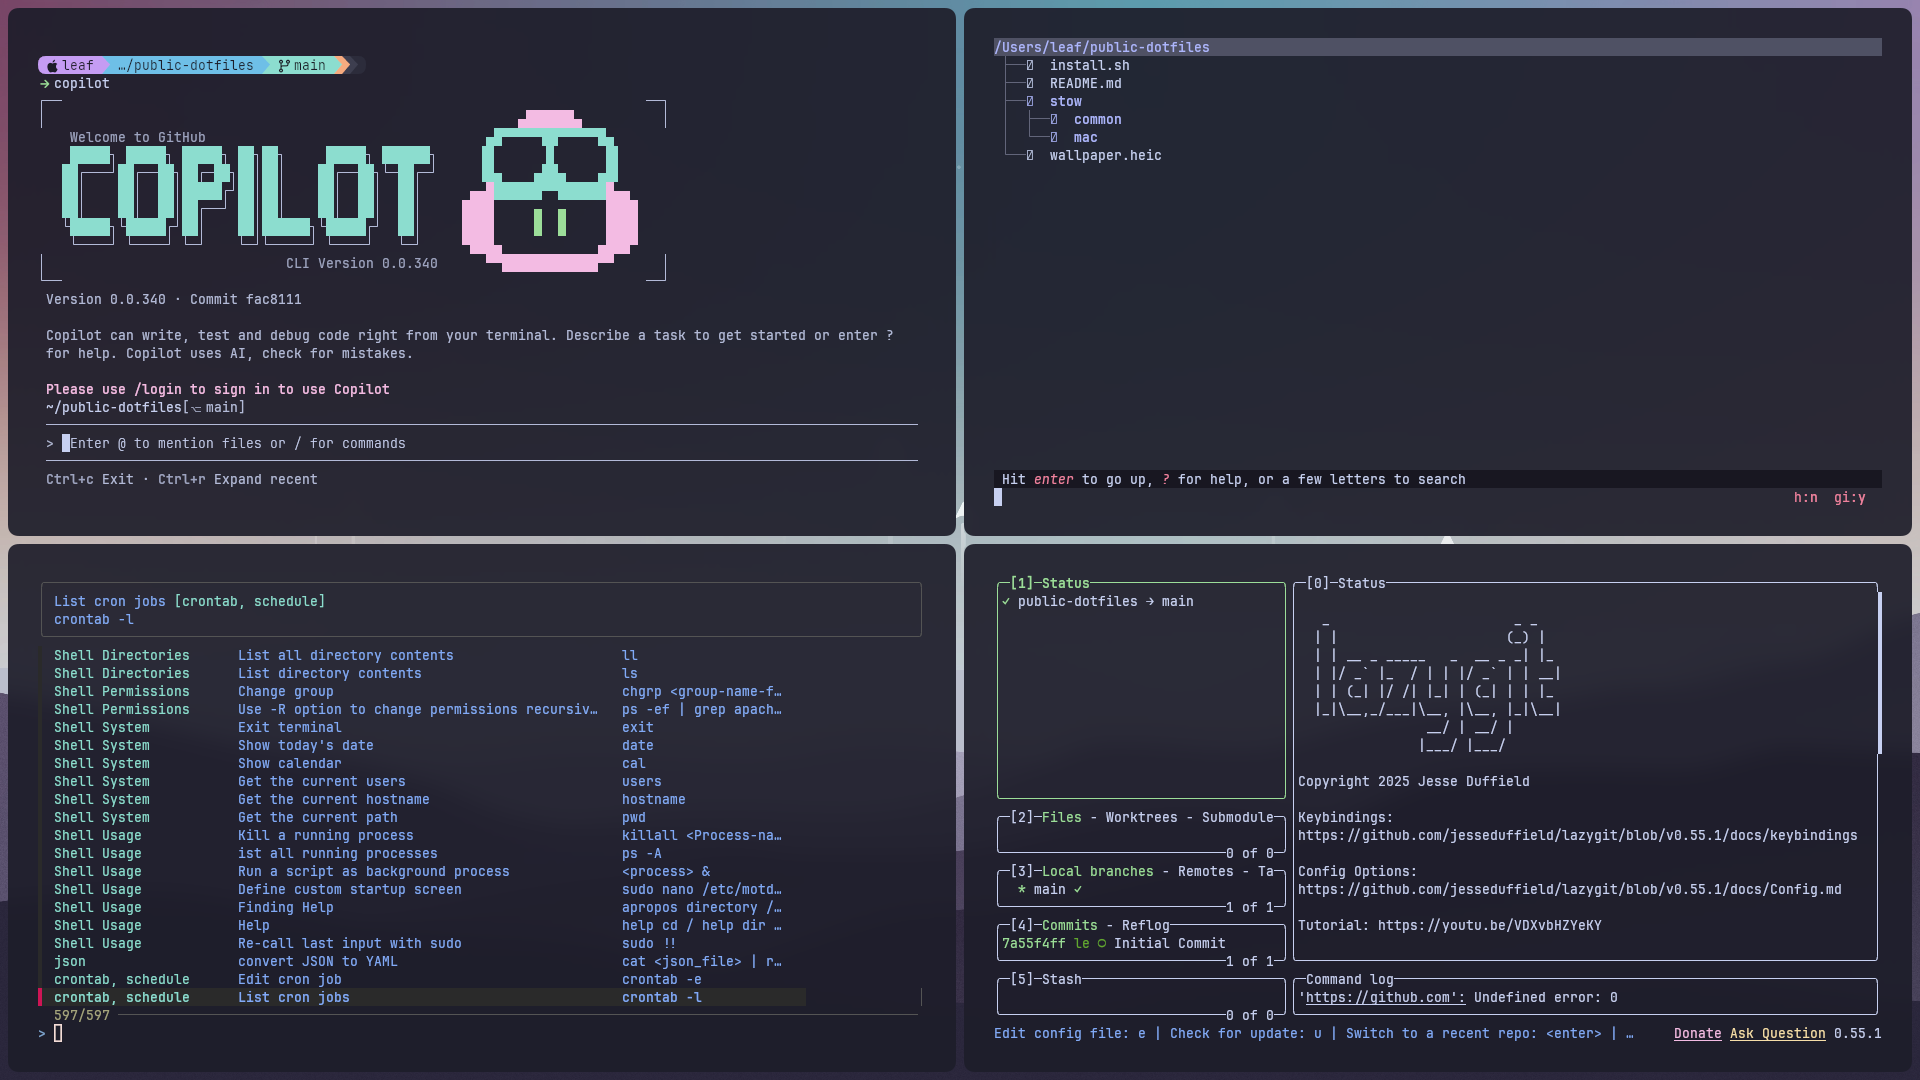 leaf …/public-dotfiles main
→ copilot
Welcome to GitHub
COPILOT
CLI Version 0.0.340
Version 0.0.340 · Commit fac8111
Copilot can write, test and debug code right from your terminal. Describe a task to get started or enter ?
for help. Copilot uses AI, check for mistakes.
Please use /login to sign in to use Copilot
~/public-dotfiles[⌥ main]
> Enter @ to mention files or / for commands
Ctrl+c Exit · Ctrl+r Expand recent
/Users/leaf/public-dotfiles
install.sh
README.md
stow
common
mac
wallpaper.heic
Hit enter to go up, ? for help, or a few letters to search
h:n gi:y
List cron jobs [crontab, schedule]
crontab -l
Shell Directories List all directory contents ll
Shell Directories List directory contents ls
Shell Permissions Change group chgrp <group-name-f…
Shell Permissions Use -R option to change permissions recursiv… ps -ef | grep apach…
Shell System Exit terminal exit
Shell System Show today's date date
Shell System Show calendar cal
Shell System Get the current users users
Shell System Get the current hostname hostname
Shell System Get the current path pwd
Shell Usage Kill a running process killall <Process-na…
Shell Usage ist all running processes ps -A
Shell Usage Run a script as background process <process> &
Shell Usage Define custom startup screen sudo nano /etc/motd…
Shell Usage Finding Help apropos directory /…
Shell Usage Help help cd / help dir …
Shell Usage Re-call last input with sudo sudo !!
json convert JSON to YAML cat <json_file> | r…
crontab, schedule Edit cron job crontab -e
crontab, schedule List cron jobs crontab -l
597/597
>
[1]─Status
✓ public-dotfiles → main
[2]─Files - Worktrees - Submodule
0 of 0
[3]─Local branches - Remotes - Ta
* main ✓
1 of 1
[4]─Commits - Reflog
7a55f4ff le ○ Initial Commit
1 of 1
[5]─Stash
0 of 0
[0]─Status
lazygit
Copyright 2025 Jesse Duffield
Keybindings:
https://github.com/jesseduffield/lazygit/blob/v0.55.1/docs/keybindings
Config Options:
https://github.com/jesseduffield/lazygit/blob/v0.55.1/docs/Config.md
Tutorial: https://youtu.be/VDXvbHZYeKY
Command log
'https://github.com': Undefined error: 0
Edit config file: e | Check for update: u | Switch to a recent repo: <enter> | … Donate Ask Question 0.55.1